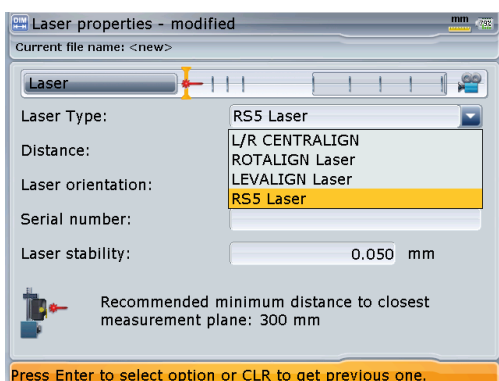 Laser properties - modified
mm
Current file name: <new>
Laser
Laser Type: RS5 Laser
L/R CENTRALIGN
Distance:
ROTALIGN Laser
LEVALIGN Laser
Laser orientation:
RS5 Laser
Serial number:
Laser stability: 0.050 mm
Recommended minimum distance to closest
measurement plane: 300 mm
Press Enter to select option or CLR to get previous one.